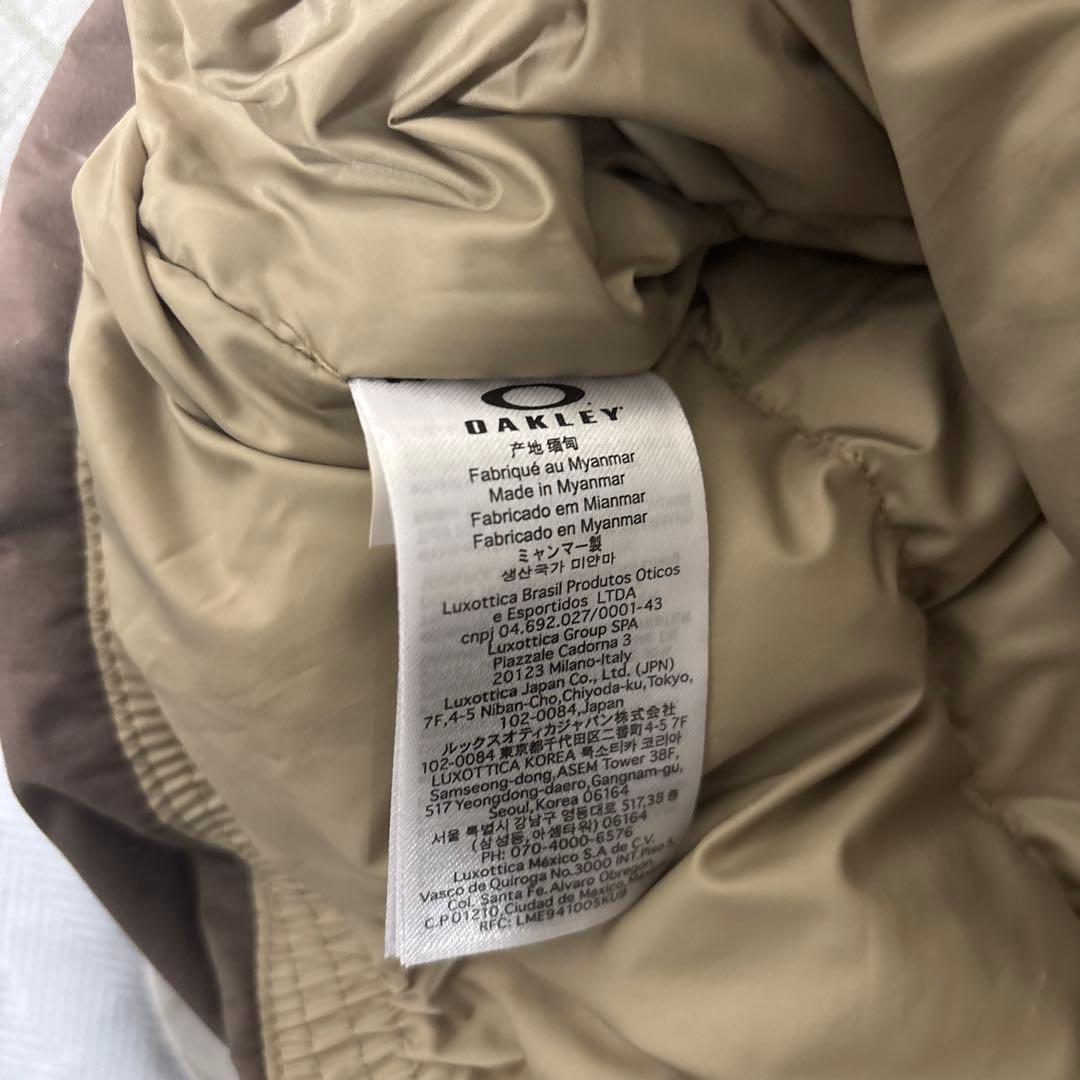 OAKLEY
产地 缅甸
Fabriqué au Myanmar
Made in Myanmar
Fabricado em Mianmar
Fabricado en Myanmar
ミャンマー製
생산국가 미얀마
Luxottica Brasil Produtos Oticos
e Esportidos LTDA
cnpj 04.692.027/0001-43
Luxottica Group SPA
Piazzale Cadorna 3
20123 Milano-Italy
Luxottica Japan Co., Ltd. (JPN)
7F,4-5 Niban-Cho,Chiyoda-ku,Tokyo,
102-0084,Japan
ルックスオティカジャパン株式会社
102-0084 東京都千代田区二番町4-5 7F
LUXOTTICA KOREA 룩소티카 코리아
Samseong-dong,ASEM Tower 38F,
517 Yeongdong-daero,Gangnam-gu,
Seoul,Korea 06164
서울 특별시 강남구 영동대로 517,38 층
(삼성동, 아셈타워) 06164
PH: 070-4000-6576
Luxottica México S.A de C.V.
Vasco de Quiroga No.3000 INT.Piso 5,
Col. Santa Fe. Alvaro Obregon,
C.P 01210,Ciudad de México,
RFC: LME941005KU9